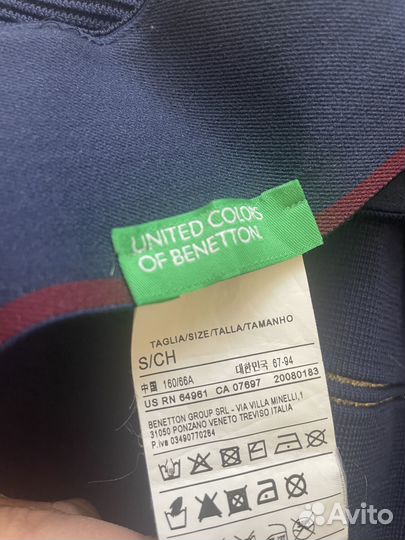 UNITED COLORS
OF BENETTON.
TAGLIA/SIZE/TALLA/TAMANHO
S/CH
中国 160/66A 대한민국 67-94
US RN 64961 CA 07697 20080183
BENETTON GROUP SRL - VIA VILLA MINELLI, 1
31050 PONZANO VENETO TREVISO ITALIA
P.iva 03490770264
Avito